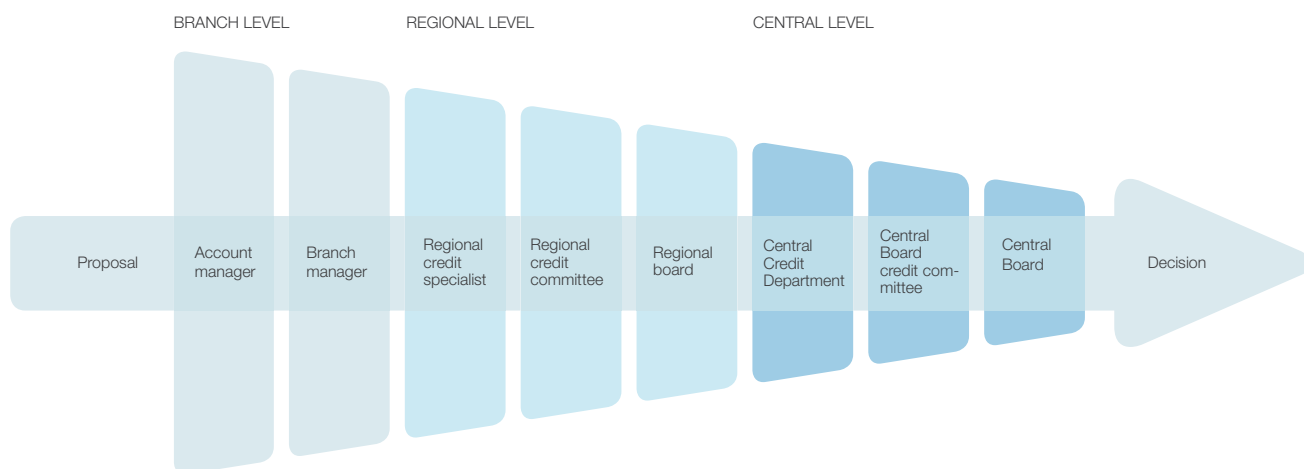 BRANCH LEVEL
REGIONAL LEVEL
CENTRAL LEVEL
Proposal
Account
manager
Branch
manager
Regional
credit
specialist
Regional
credit
committee
Regional
board
Central
Credit
Department
Central
Board
credit com-
mittee
Central
Board
Decision